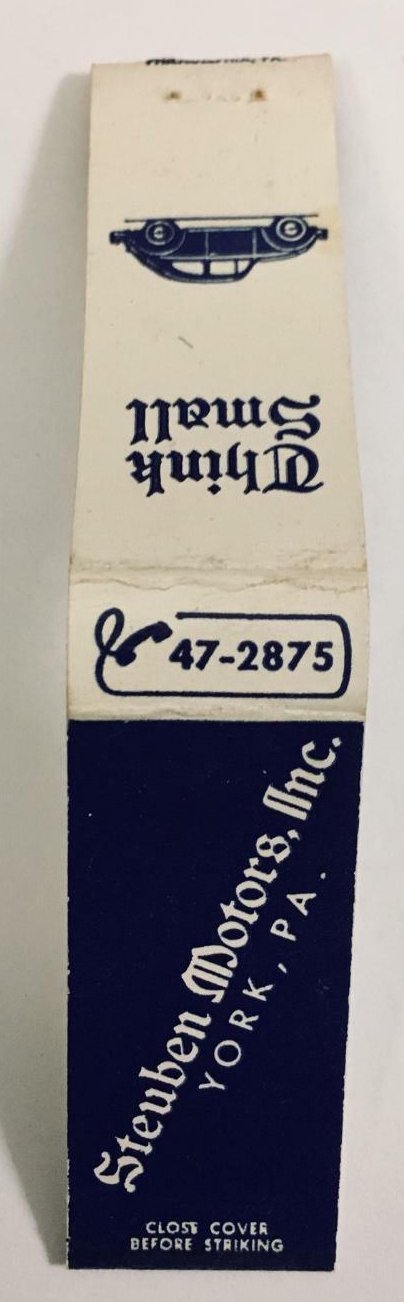 Think
Small
47-2875
Steuben Motors, Inc.
YORK, PA.
CLOSE COVER
BEFORE STRIKING